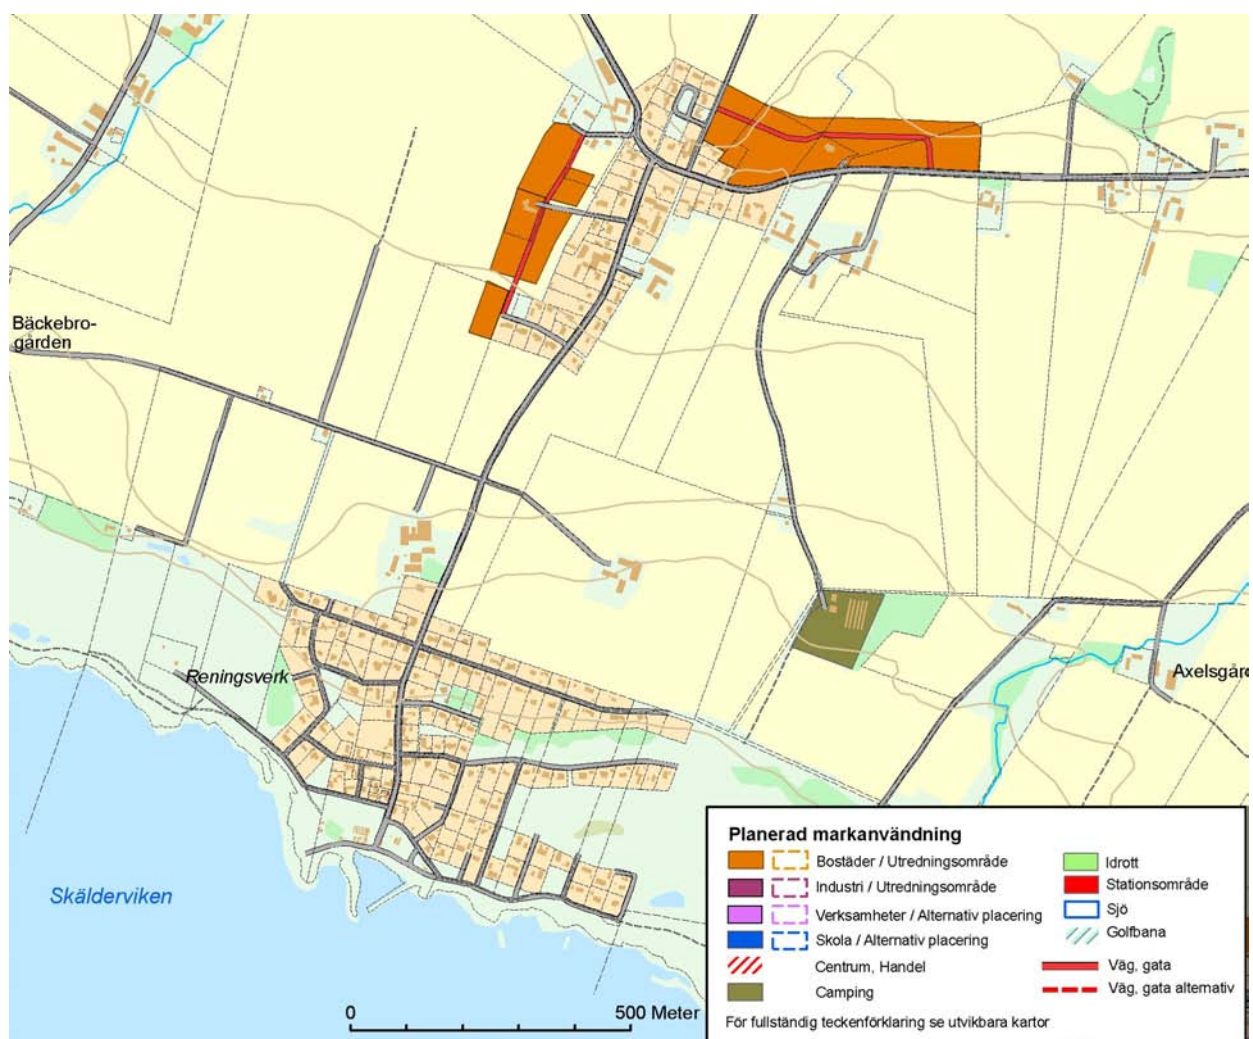 Bäckebro-
gården
Reningsverk
Axelsgård
Skälderviken
0 500 Meter
Planerad markanvändning
Bostäder / Utredningsområde
Industri / Utredningsområde
Verksamheter / Alternativ placering
Skola / Alternativ placering
Centrum, Handel
Camping
Idrott
Stationsområde
Sjö
Golfbana
Väg, gata
Väg, gata alternativ
För fullständig teckenförklaring se utvikbara kartor